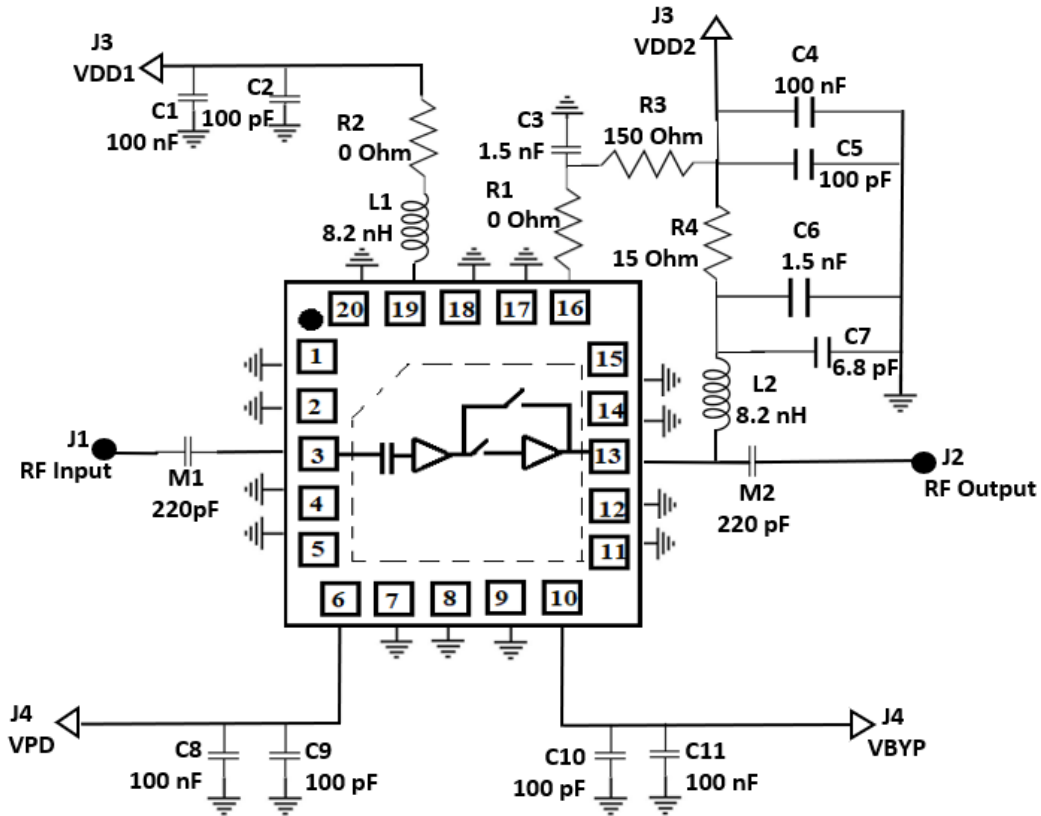 J3
VDD1
C1
100 nF
C2
100 pF
R2
0 Ohm
L1
8.2 nH
C3
1.5 nF
R1
0 Ohm
R3
150 Ohm
J3
VDD2
C4
100 nF
C5
100 pF
R4
15 Ohm
C6
1.5 nF
C7
6.8 pF
L2
8.2 nH
20
19
18
17
16
1
2
3
4
5
15
14
13
12
11
6
7
8
9
10
J1
RF Input
M1
220pF
M2
220 pF
J2
RF Output
J4
VPD
C8
100 nF
C9
100 pF
C10
100 pF
C11
100 nF
J4
VBYP